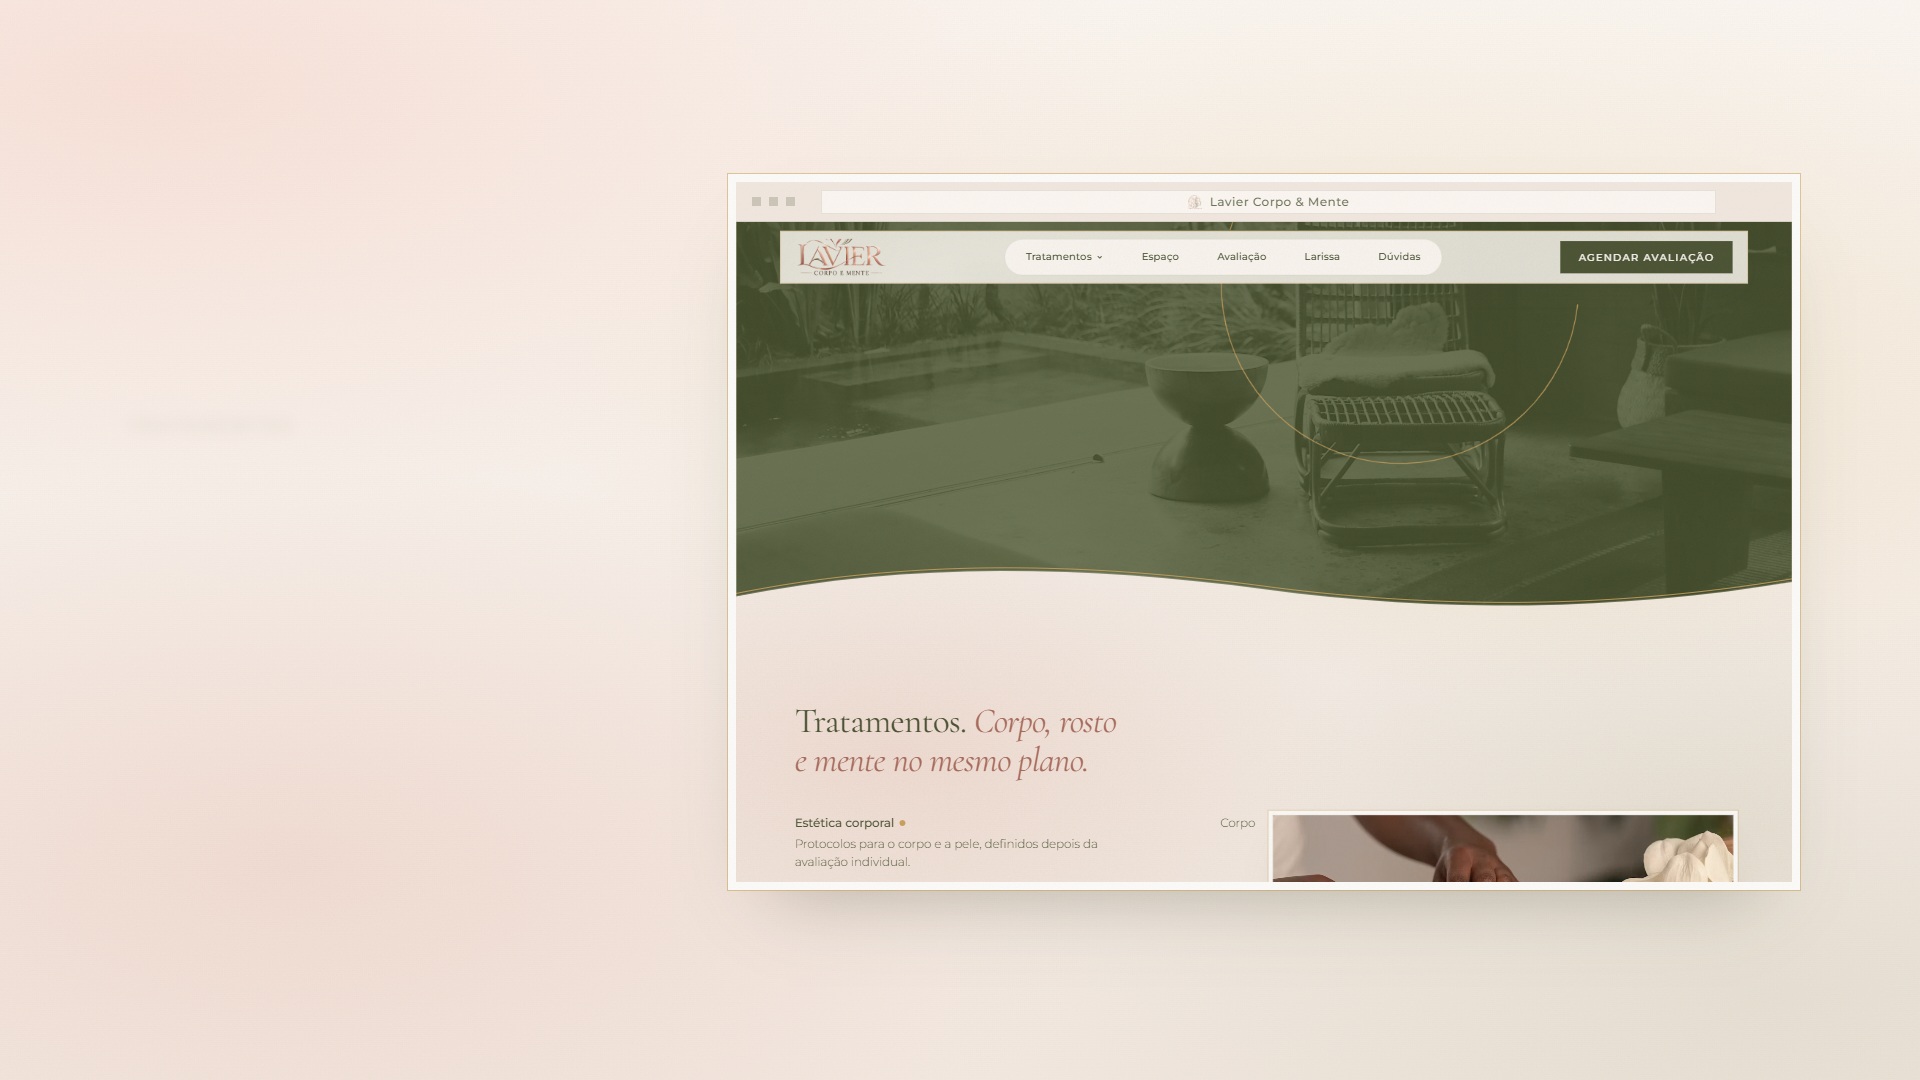 Lavier Corpo & Mente
LAVIER
CORPO E MENTE
Tratamentos
Espaço
Avaliação
Larissa
Dúvidas
AGENDAR AVALIAÇÃO
Tratamentos. Corpo, rosto
e mente no mesmo plano.
Estética corporal
Corpo
Protocolos para o corpo e a pele, definidos depois da
avaliação individual.